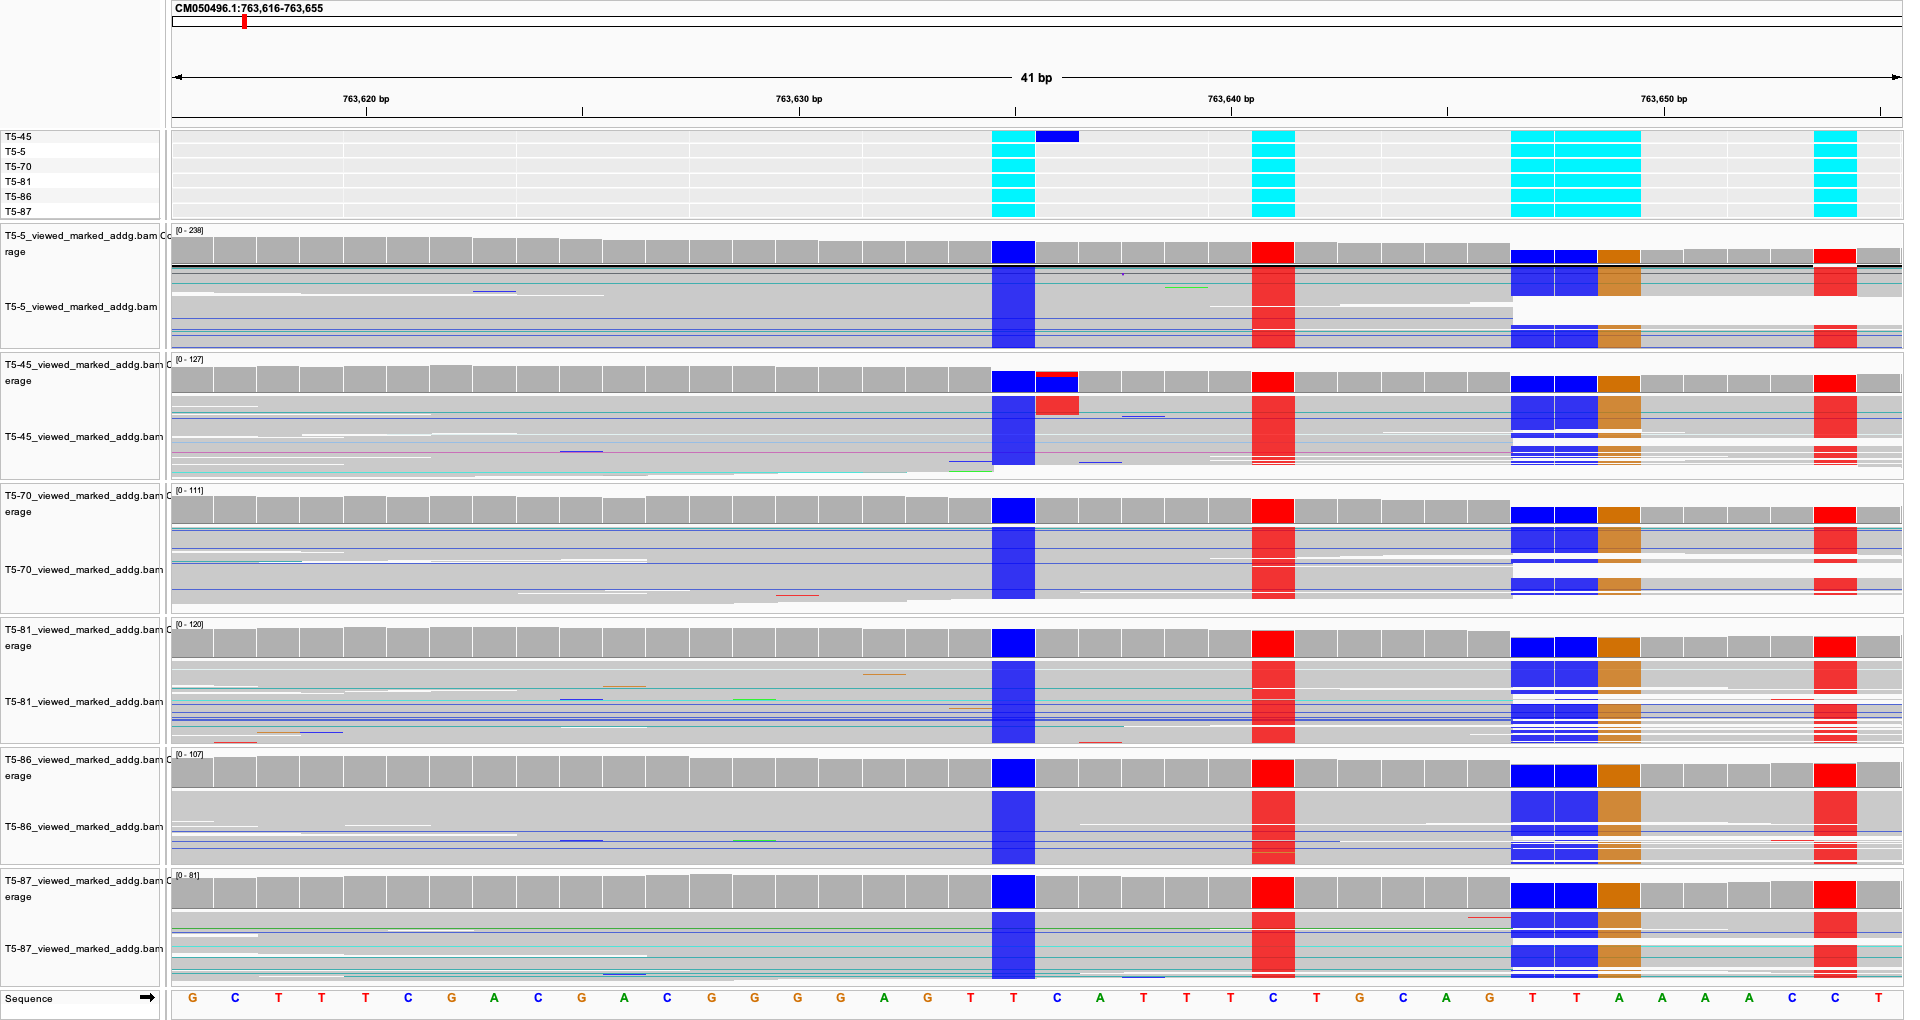 CM050496.1:763,616-763,655
41 bp
763,620 bp 763,630 bp 763,640 bp 763,650 bp
T5-45
T5-5
T5-70
T5-81
T5-86
T5-87
T5-5_viewed_marked_addg.bam Co
rage
[0 - 238]
T5-5_viewed_marked_addg.bam
T5-45_viewed_marked_addg.bam C
erage
[0 - 127]
T5-45_viewed_marked_addg.bam
T5-70_viewed_marked_addg.bam C
erage
[0 - 111]
T5-70_viewed_marked_addg.bam
T5-81_viewed_marked_addg.bam C
erage
[0 - 120]
T5-81_viewed_marked_addg.bam
T5-86_viewed_marked_addg.bam C
erage
[0 - 107]
T5-86_viewed_marked_addg.bam
T5-87_viewed_marked_addg.bam C
erage
[0 - 81]
T5-87_viewed_marked_addg.bam
Sequence G C T T T C G A C G A C G G G G A G T T C A T T T C T G C A G T T A A A A C C T